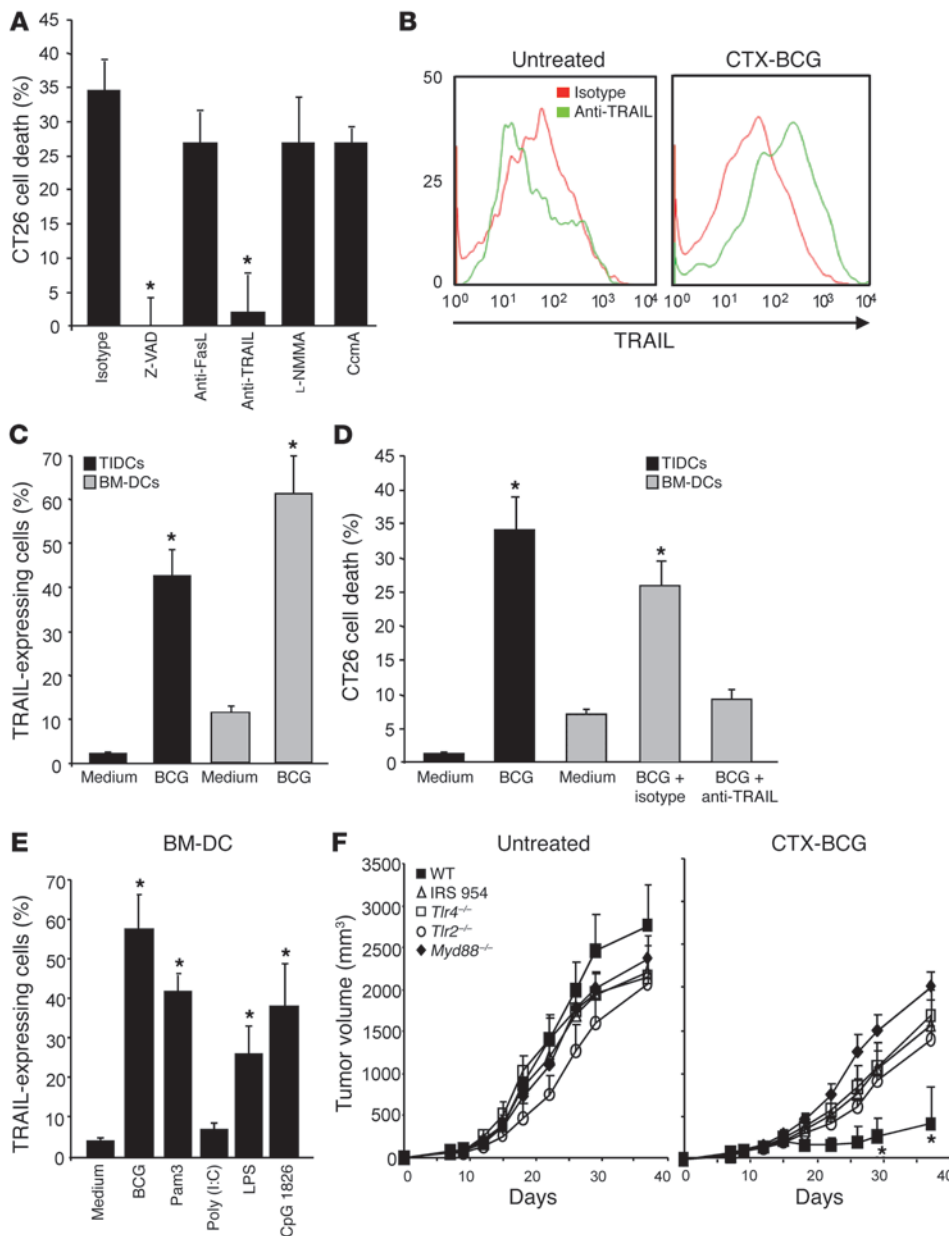 A
CT26 cell death (%)
45
40
35
30
25
20
15
10
5
0
*
*
Isotype
Z-VAD
Anti-FasL
Anti-TRAIL
L-NMMA
CcmA
B
Untreated
CTX-BCG
50
25
0
Isotype
Anti-TRAIL
10⁰ 10¹ 10² 10³ 10⁴
10⁰ 10¹ 10² 10³ 10⁴
TRAIL
C
TRAIL-expressing cells (%)
70
60
50
40
30
20
10
0
TIDCs
BM-DCs
*
*
Medium BCG Medium BCG
D
CT26 cell death (%)
45
40
35
30
25
20
15
10
5
0
TIDCs
BM-DCs
*
*
Medium BCG Medium BCG + isotype BCG + anti-TRAIL
E
BM-DC
TRAIL-expressing cells (%)
70
60
50
40
30
20
10
0
*
*
*
*
Medium
BCG
Pam3
Poly (I:C)
LPS
CpG 1826
F
Untreated
CTX-BCG
Tumor volume (mm³)
3500
3000
2500
2000
1500
1000
500
0
WT
IRS 954
Tlr4⁻/⁻
Tlr2⁻/⁻
Myd88⁻/⁻
0 10 20 30 40
Days
0 10 20 30 40
Days
*
*